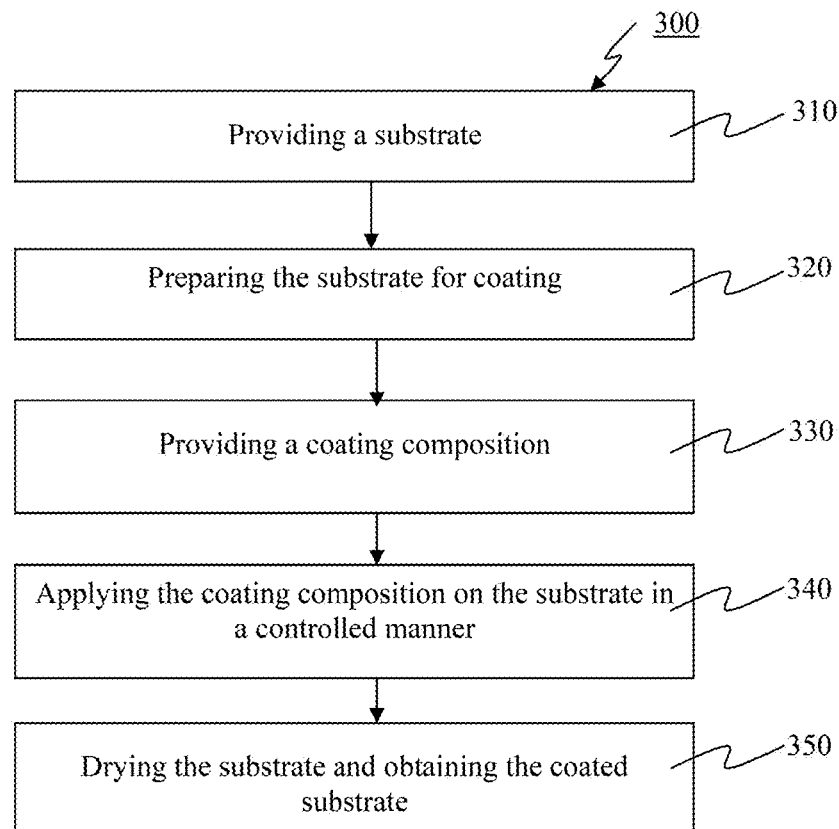 300
Providing a substrate
310
Preparing the substrate for coating
320
Providing a coating composition
330
Applying the coating composition on the substrate in
a controlled manner
340
Drying the substrate and obtaining the coated
substrate
350